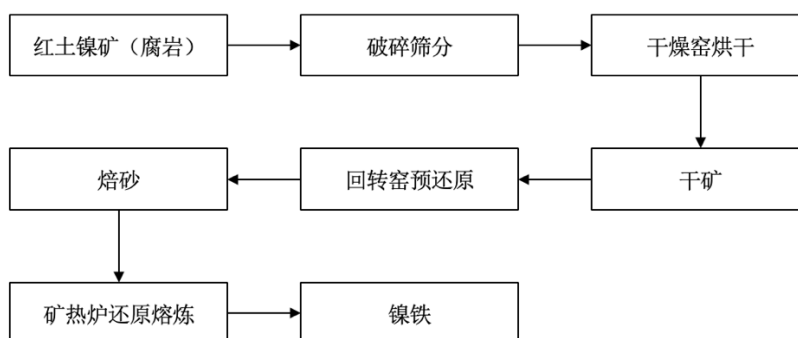 红土镍矿（腐岩）
破碎筛分
干燥窑烘干
干矿
回转窑预还原
焙砂
矿热炉还原熔炼
镍铁